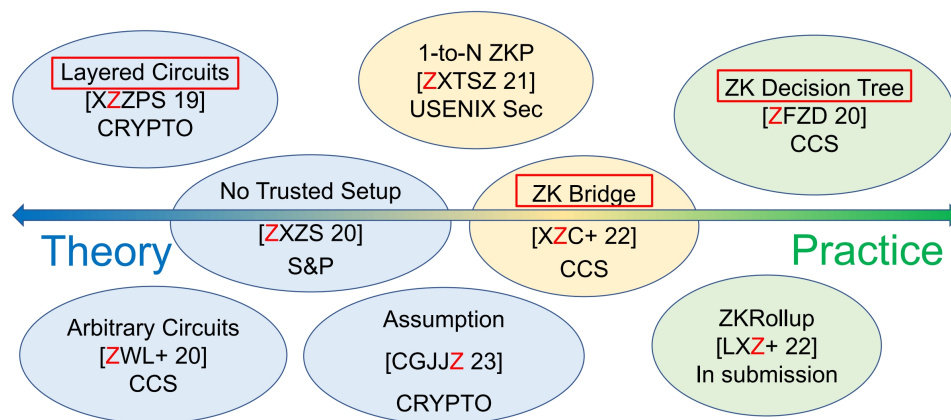 Layered Circuits
[XZZPS 19]
CRYPTO
1-to-N ZKP
[ZXTSZ 21]
USENIX Sec
ZK Decision Tree
[ZFZD 20]
CCS
No Trusted Setup
[ZXZS 20]
S&P
ZK Bridge
[XZC+ 22]
CCS
Theory
Practice
Arbitrary Circuits
[ZWL+ 20]
CCS
Assumption
[CGJJZ 23]
CRYPTO
ZKRollup
[LXZ+ 22]
In submission